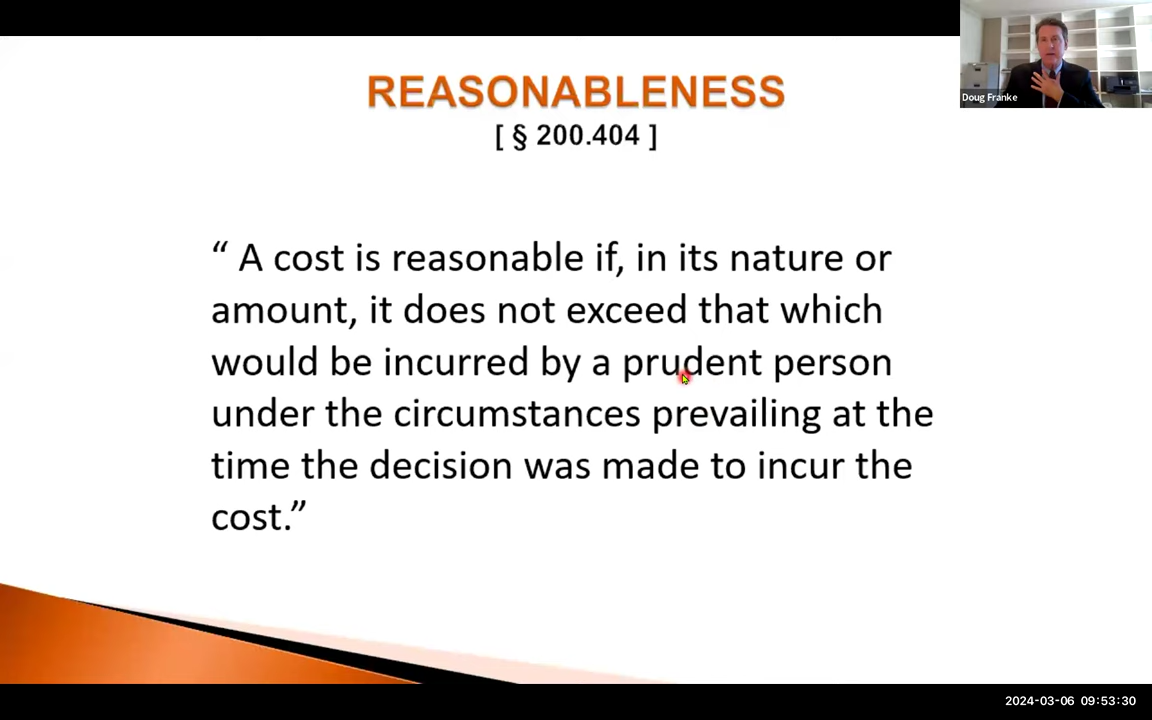 REASONABLENESS
[ § 200.404 ]
Doug Franke
“ A cost is reasonable if, in its nature or
amount, it does not exceed that which
would be incurred by a prudent person
under the circumstances prevailing at the
time the decision was made to incur the
cost.”
2024-03-06 09:53:30